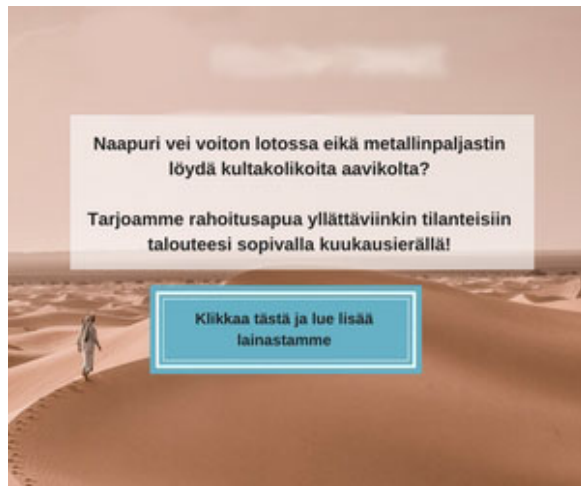 Naapuri vei voiton lotossa eikä metallinpaljastin
löydä kultakolikoita aavikolta?
Tarjoamme rahoitusapua yllättäviinkin tilanteisiin
talouteesi sopivalla kuukausierällä!
Klikkaa tästä ja lue lisää
lainastamme